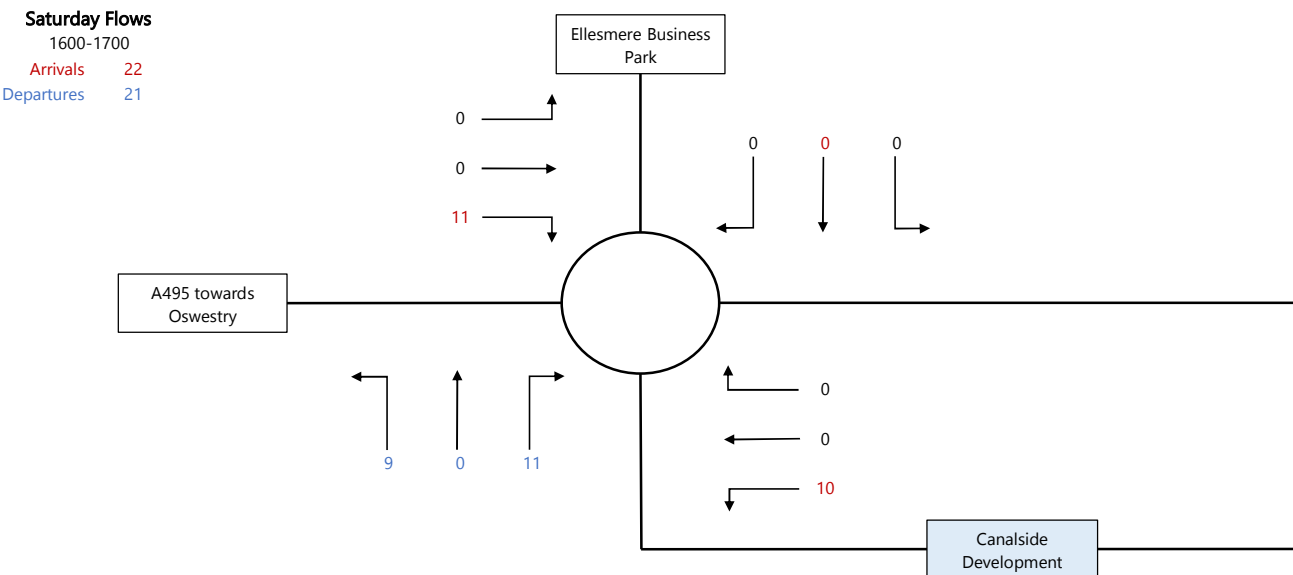 Saturday Flows
1600-1700
Arrivals 22
Departures 21
Ellesmere Business
Park
0
0
11
0 0 0
A495 towards
Oswestry
9 0 11
0
0
10
Canalside
Development